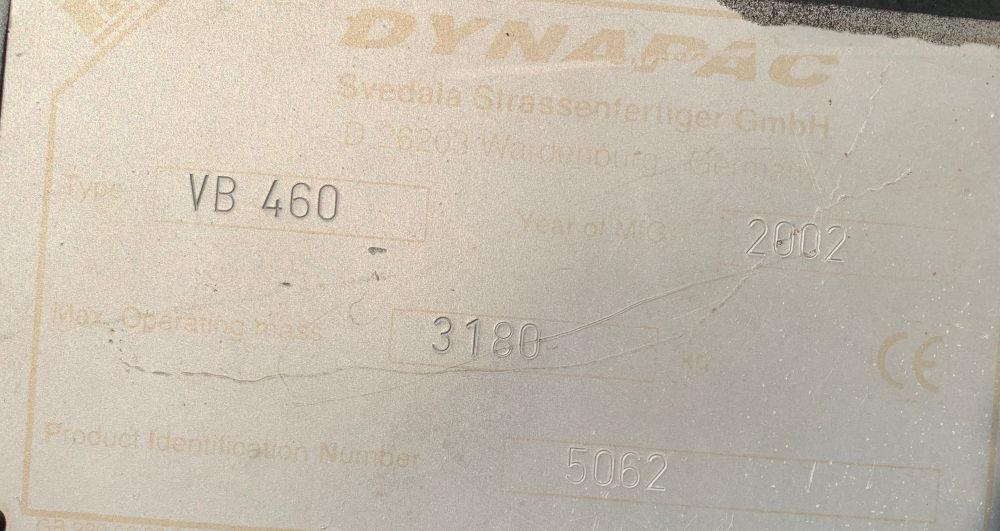 DYNAPAC
Svedala Strassenfertiger GmbH
D 26203 Wardenburg, Germany
Type VB 460
Year of MFG 2002
Max. Operating mass 3180 KG
CE
Product Identification Number 5062